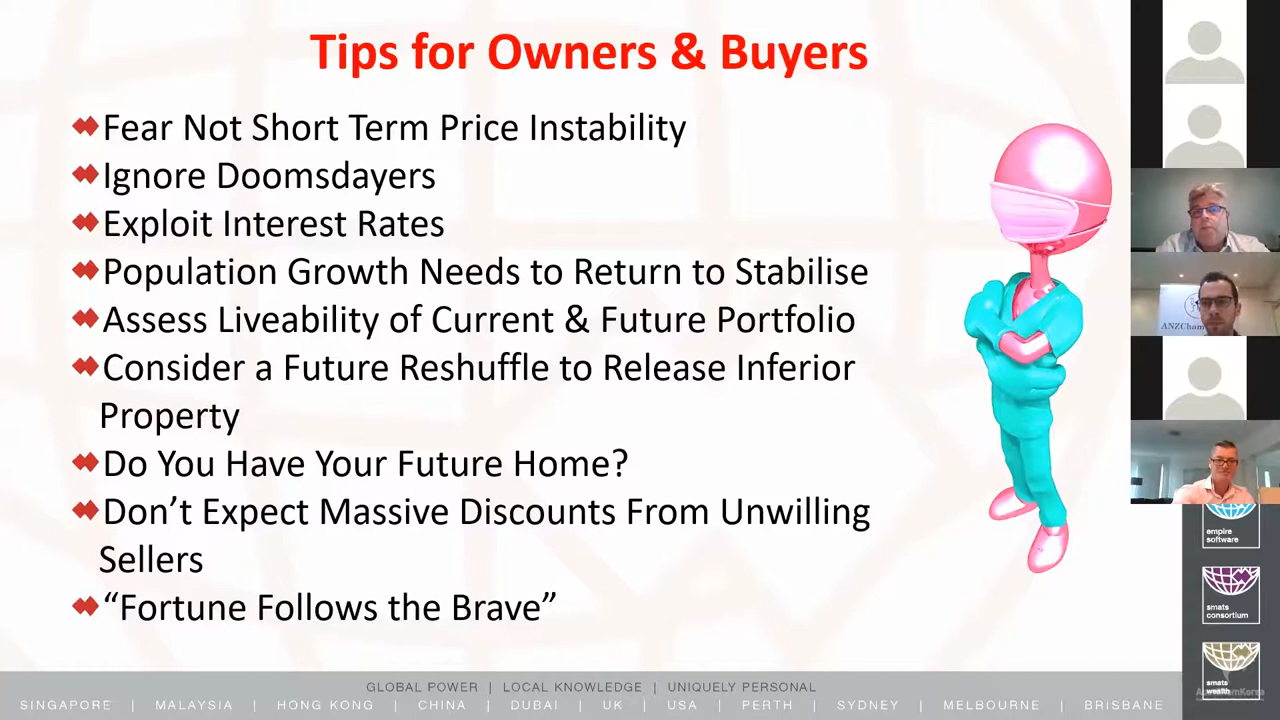 Tips for Owners & Buyers
Fear Not Short Term Price Instability
Ignore Doomsdayers
Exploit Interest Rates
Population Growth Needs to Return to Stabilise
Assess Liveability of Current & Future Portfolio
Consider a Future Reshuffle to Release Inferior
Property
Do You Have Your Future Home?
Don’t Expect Massive Discounts From Unwilling
Sellers
“Fortune Follows the Brave”
empire
software
smats
consortium
smats
wealth
GLOBAL POWER | LOCAL KNOWLEDGE | UNIQUELY PERSONAL
SINGAPORE | MALAYSIA | HONG KONG | CHINA | DUBAI | UK | USA | PERTH | SYDNEY | MELBOURNE | BRISBANE